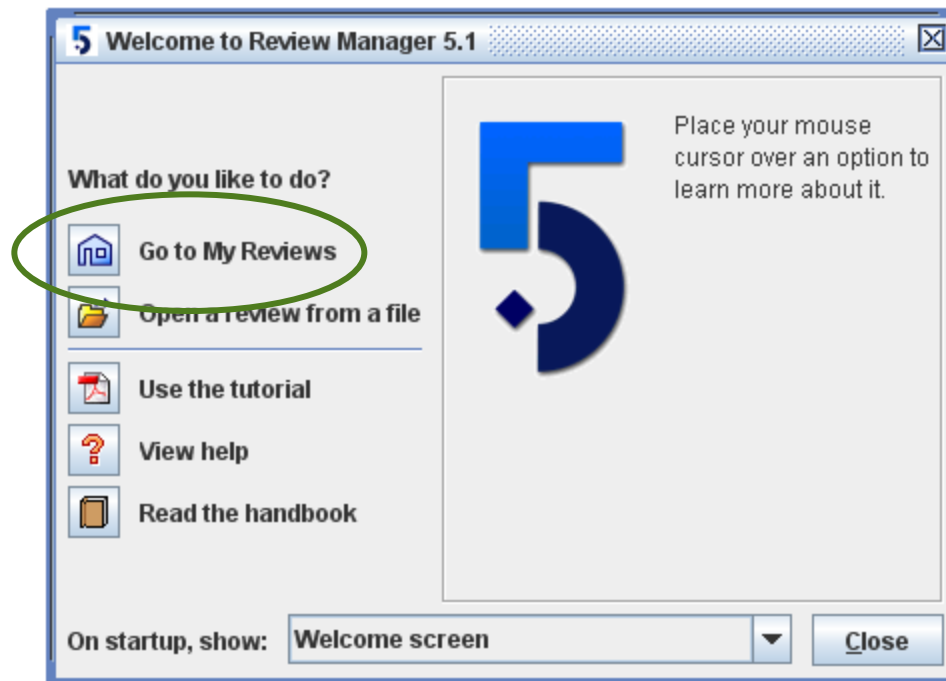 5 Welcome to Review Manager 5.1
What do you like to do?
Go to My Reviews
Open a review from a file
Use the tutorial
View help
Read the handbook
5
Place your mouse
cursor over an option to
learn more about it.
On startup, show: Welcome screen
Close